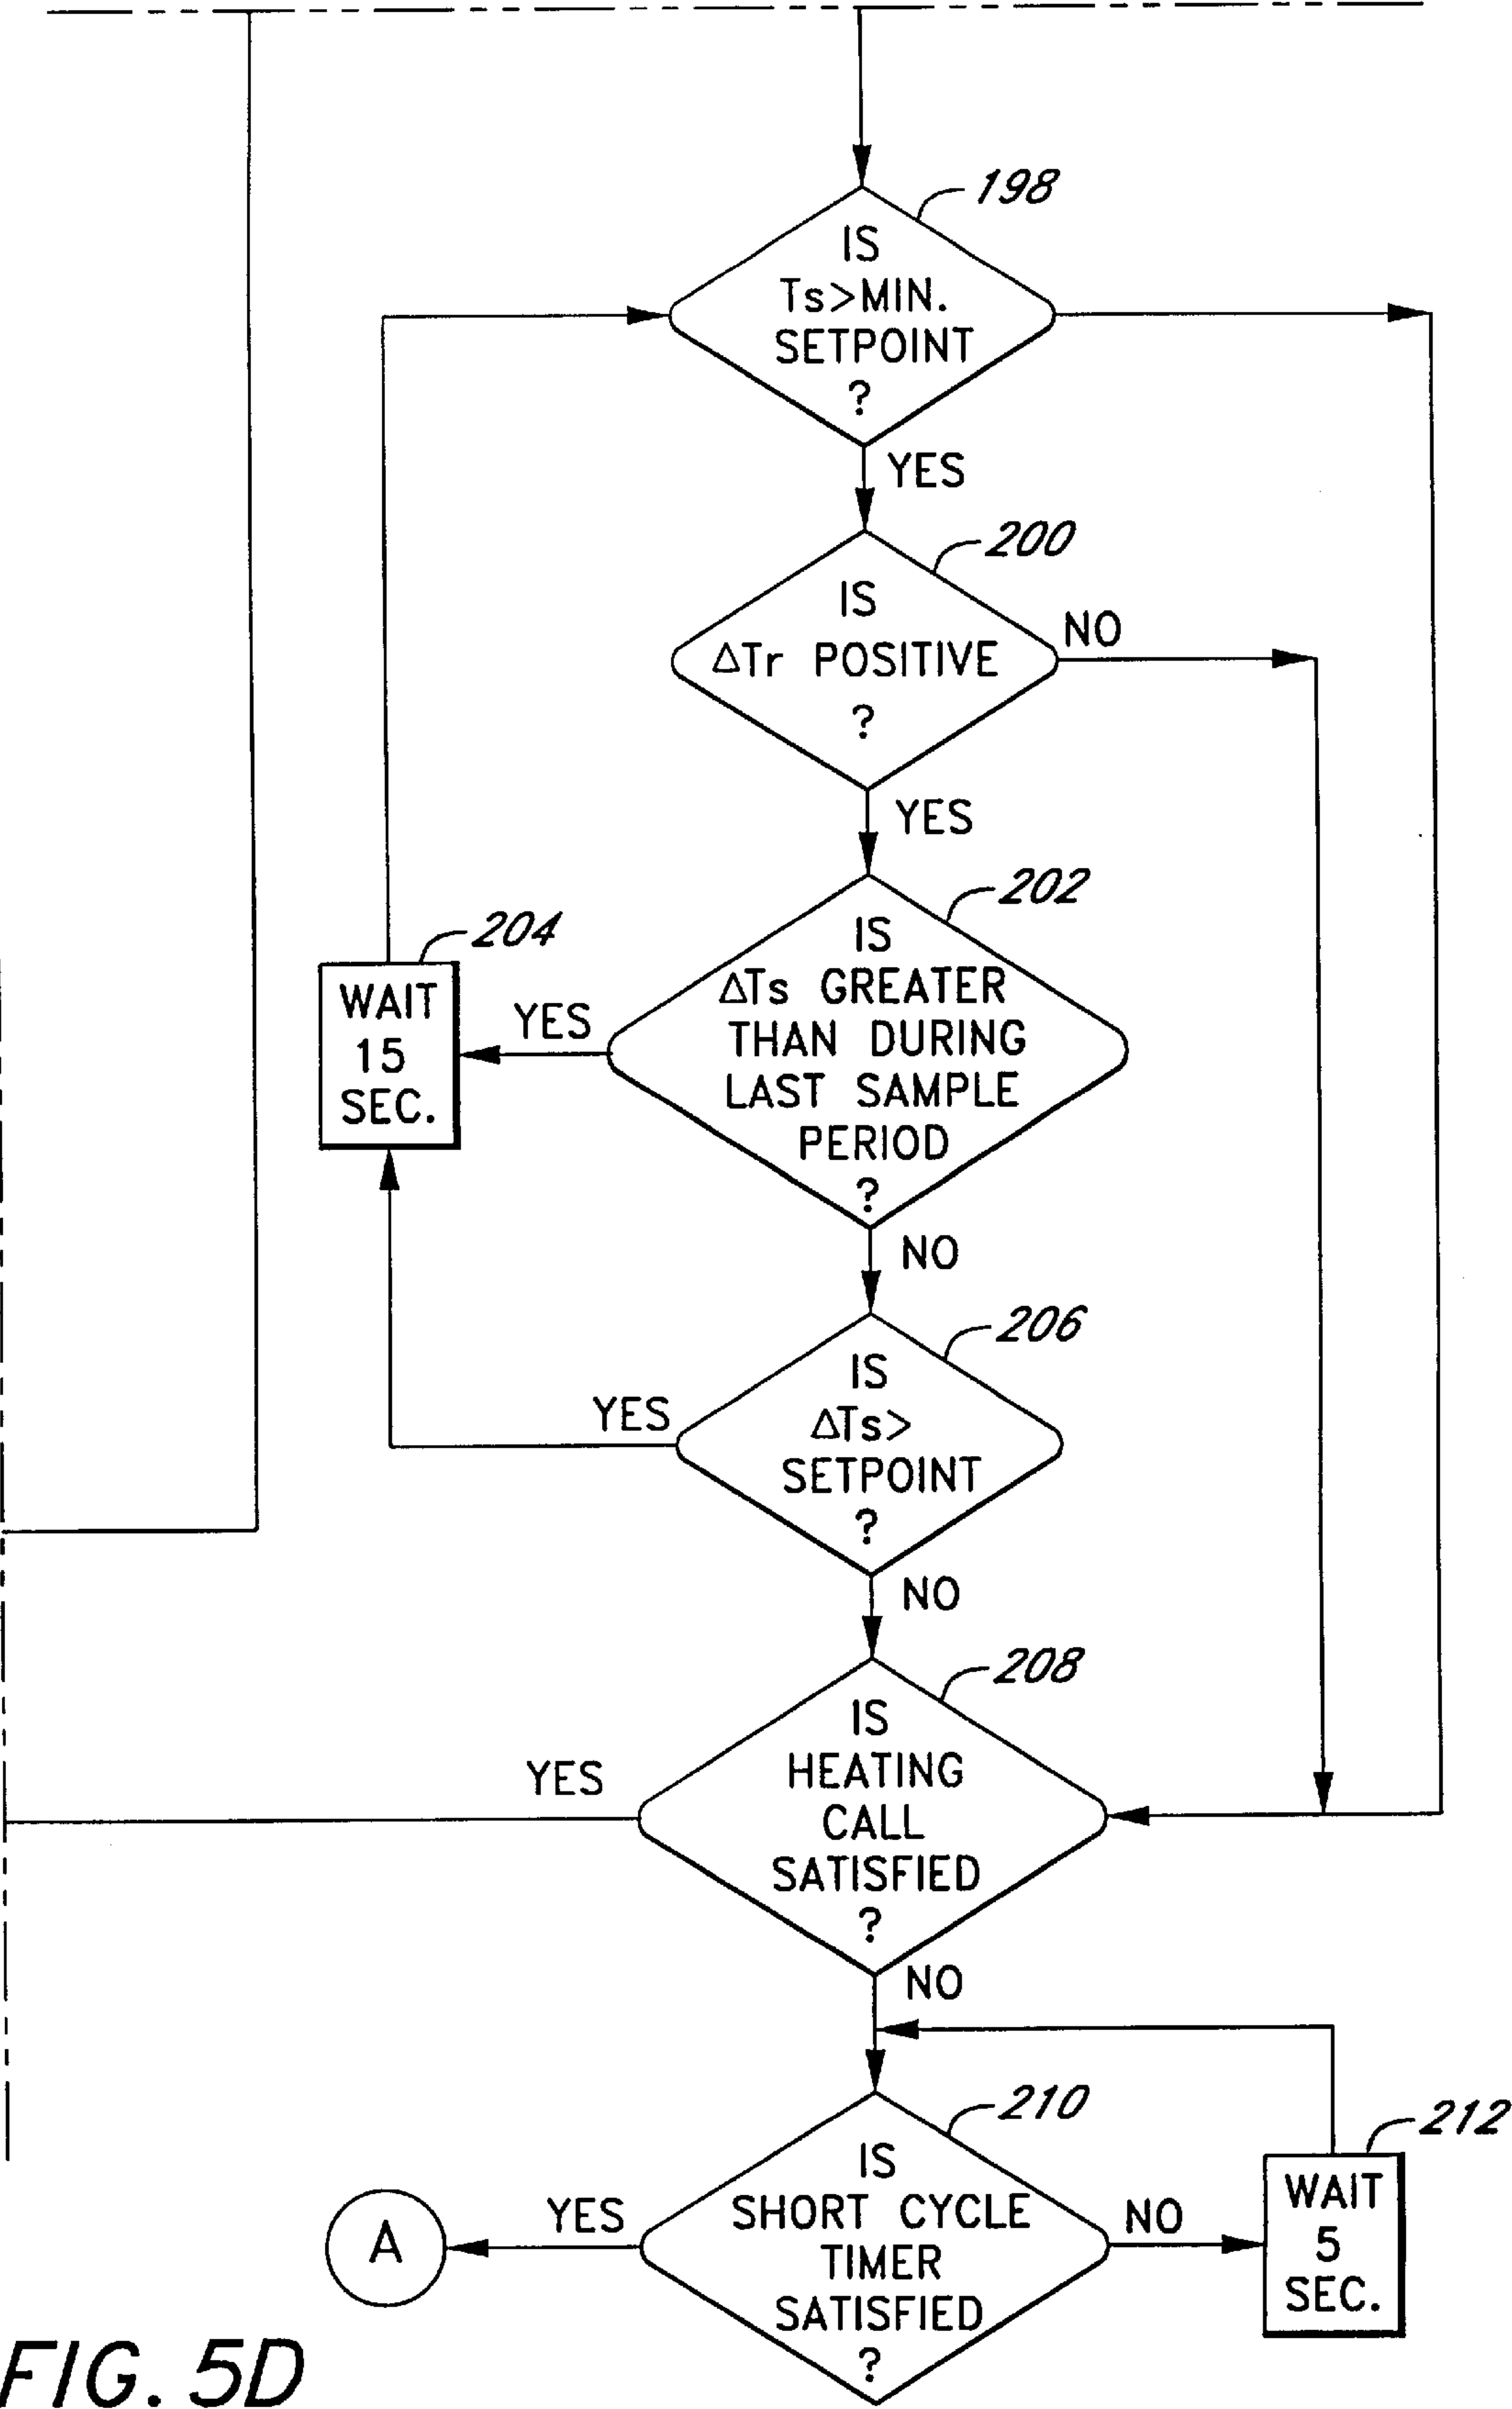 198
IS
Ts>MIN.
SETPOINT
?
YES
200
IS
ΔTr POSITIVE
?
NO
YES
202
IS
ΔTs GREATER
THAN DURING
LAST SAMPLE
PERIOD
?
YES
204
WAIT
15
SEC.
NO
206
IS
ΔTs>
SETPOINT
?
YES
NO
208
IS
HEATING
CALL
SATISFIED
?
YES
NO
210
IS
SHORT CYCLE
TIMER
SATISFIED
?
YES
A
NO
212
WAIT
5
SEC.
FIG. 5D